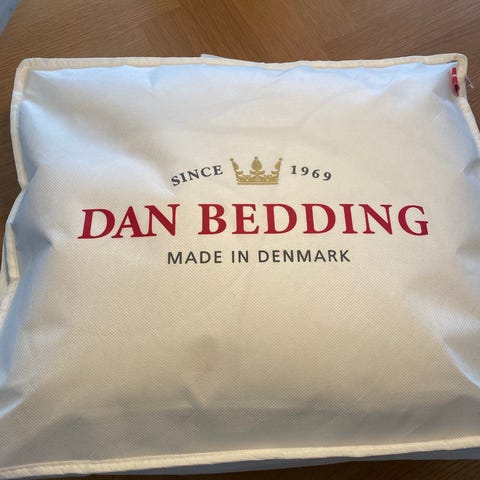 SINCE 1969
DAN BEDDING
MADE IN DENMARK